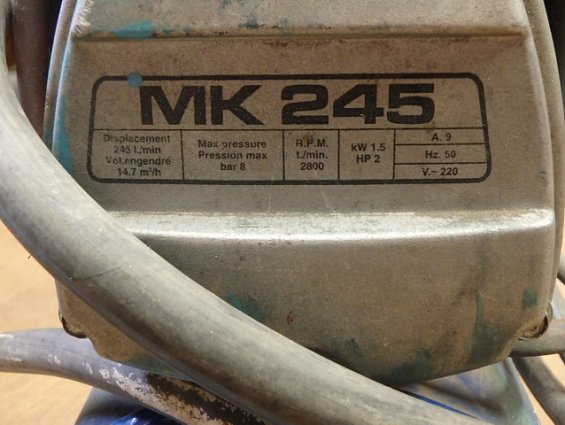 MK 245
Displacement
245 L/min
Vol.engendré
14.7 m³/h
Max pressure
Pression max
bar 8
R.P.M.
t./min.
2800
kW 1.5
HP 2
A. 9
Hz. 50
V.~ 220